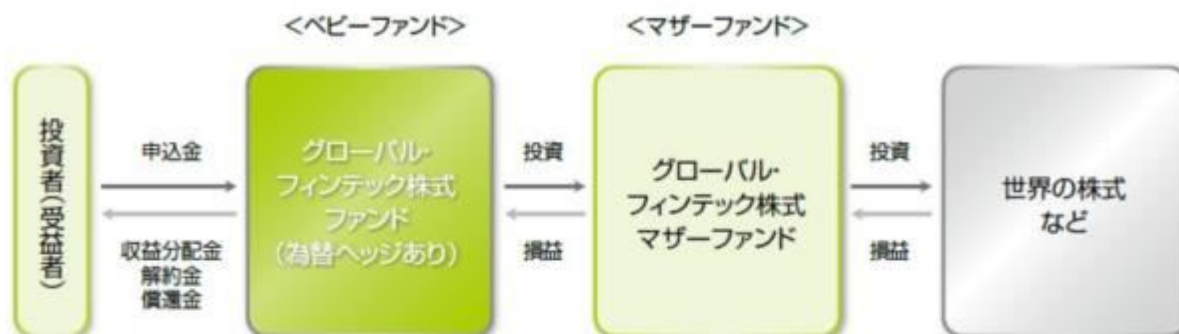 <ベビーファンド>
<マザーファンド>
投資者(受益者)
申込金
収益分配金
解約金
償還金
グローバル・
フィンテック株式
ファンド
(為替ヘッジあり)
投資
損益
グローバル・
フィンテック株式
マザーファンド
投資
損益
世界の株式
など